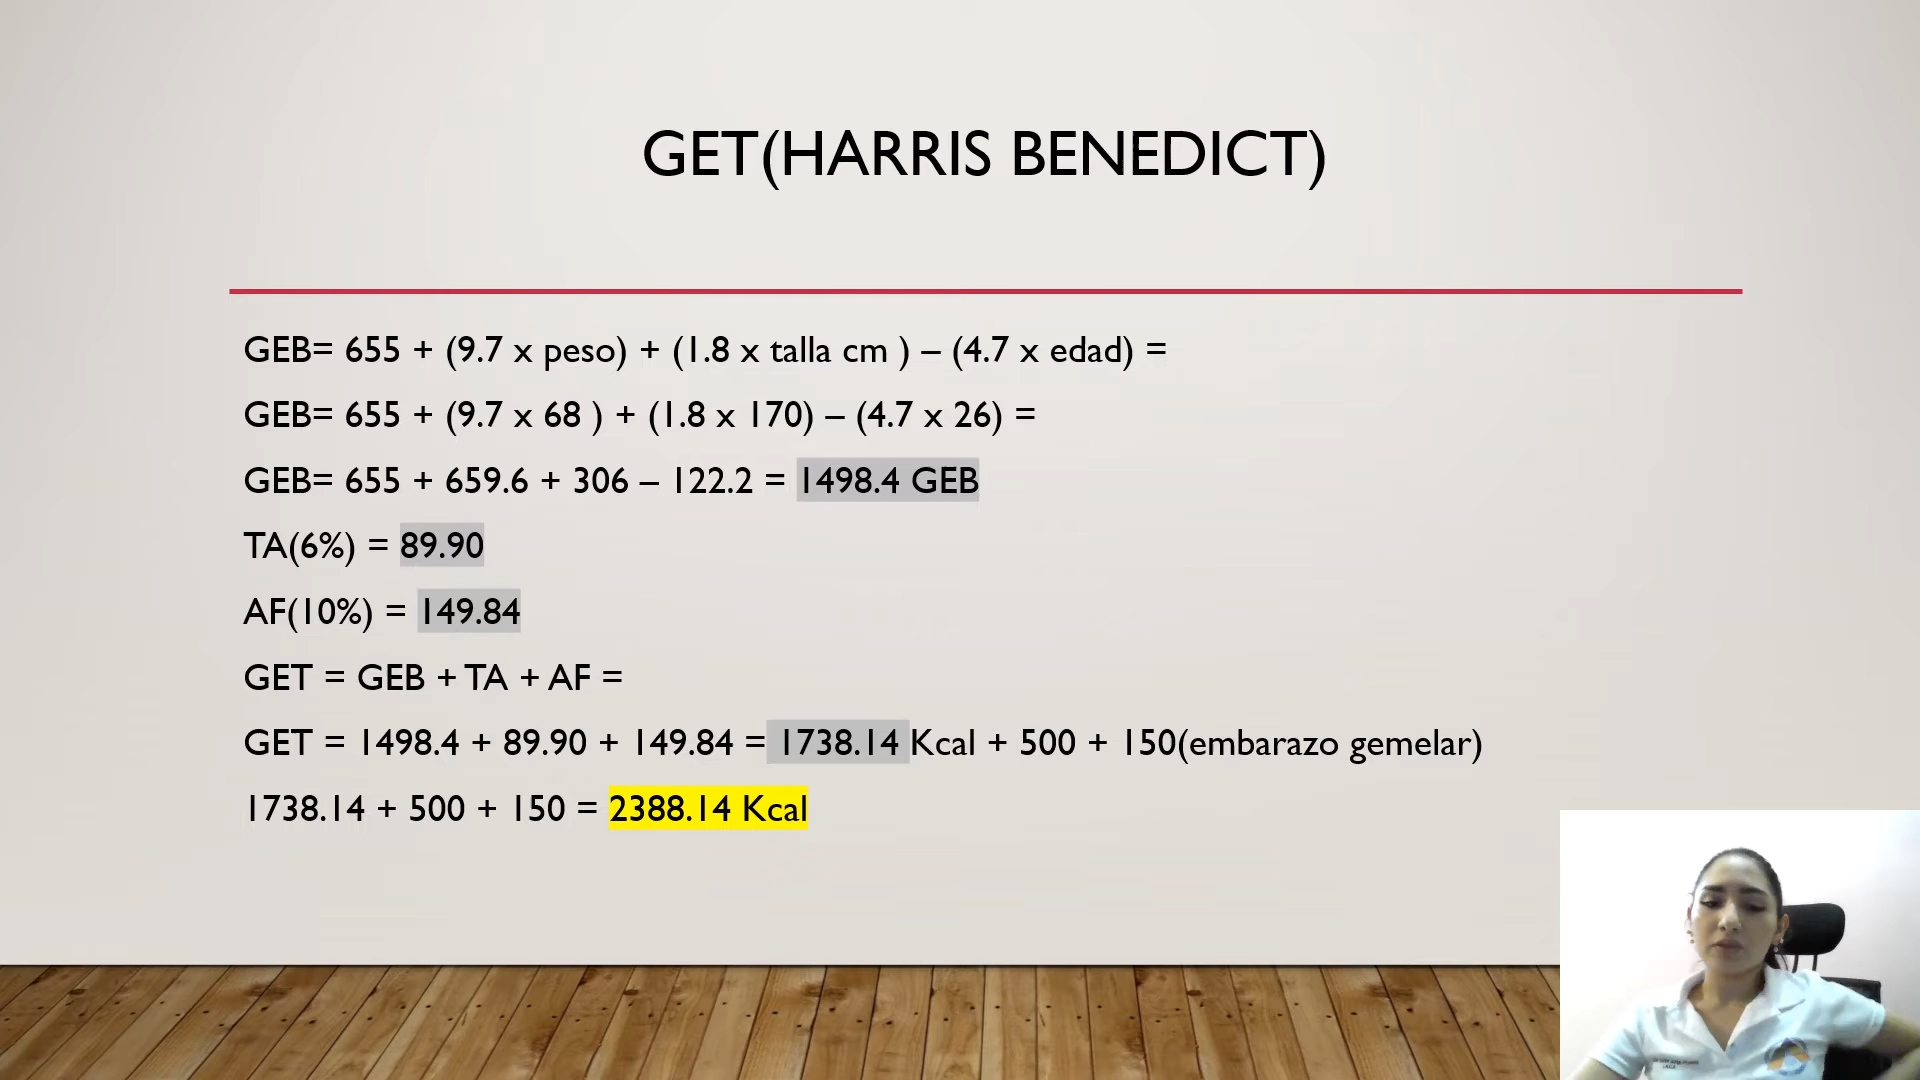 GET(HARRIS BENEDICT)
GEB= 655 + (9.7 x peso) + (1.8 x talla cm ) – (4.7 x edad) =
GEB= 655 + (9.7 x 68 ) + (1.8 x 170) – (4.7 x 26) =
GEB= 655 + 659.6 + 306 – 122.2 = 1498.4 GEB
TA(6%) = 89.90
AF(10%) = 149.84
GET = GEB + TA + AF =
GET = 1498.4 + 89.90 + 149.84 = 1738.14 Kcal + 500 + 150(embarazo gemelar)
1738.14 + 500 + 150 = 2388.14 Kcal